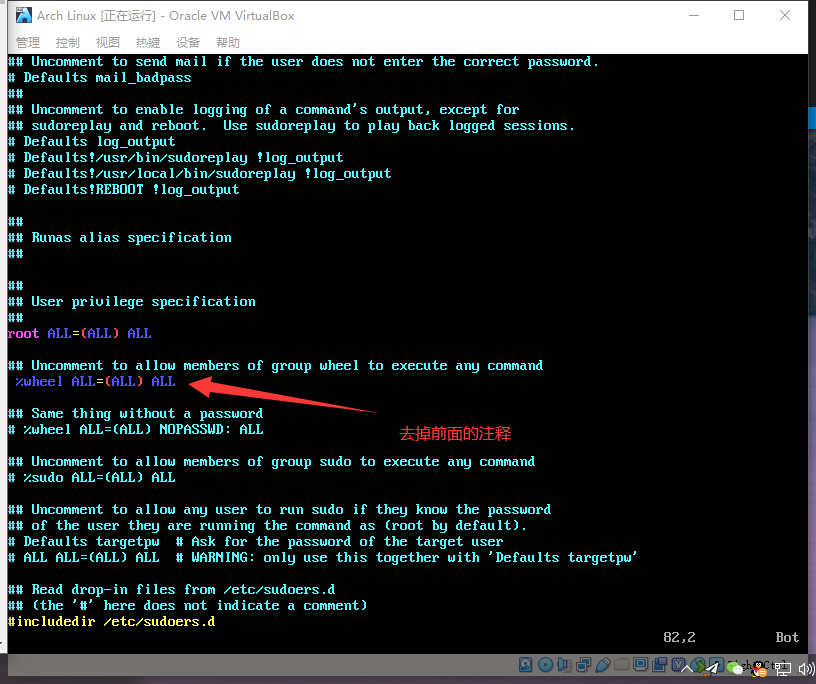 Arch Linux [正在运行] - Oracle VM VirtualBox
管理 控制 视图 热键 设备 帮助
## Uncomment to send mail if the user does not enter the correct password.
# Defaults mail_badpass
##
## Uncomment to enable logging of a command's output, except for
## sudoreplay and reboot.  Use sudoreplay to play back logged sessions.
# Defaults log_output
# Defaults!/usr/bin/sudoreplay !log_output
# Defaults!/usr/local/bin/sudoreplay !log_output
# Defaults!REBOOT !log_output
##
## Runas alias specification
##
##
## User privilege specification
##
root ALL=(ALL) ALL
## Uncomment to allow members of group wheel to execute any command
%wheel ALL=(ALL) ALL
## Same thing without a password
# %wheel ALL=(ALL) NOPASSWD: ALL
去掉前面的注释
## Uncomment to allow members of group sudo to execute any command
# %sudo ALL=(ALL) ALL
## Uncomment to allow any user to run sudo if they know the password
## of the user they are running the command as (root by default).
# Defaults targetpw  # Ask for the password of the target user
# ALL ALL=(ALL) ALL  # WARNING: only use this together with 'Defaults targetpw'
## Read drop-in files from /etc/sudoers.d
## (the '#' here does not indicate a comment)
#includedir /etc/sudoers.d
82,2 Bot